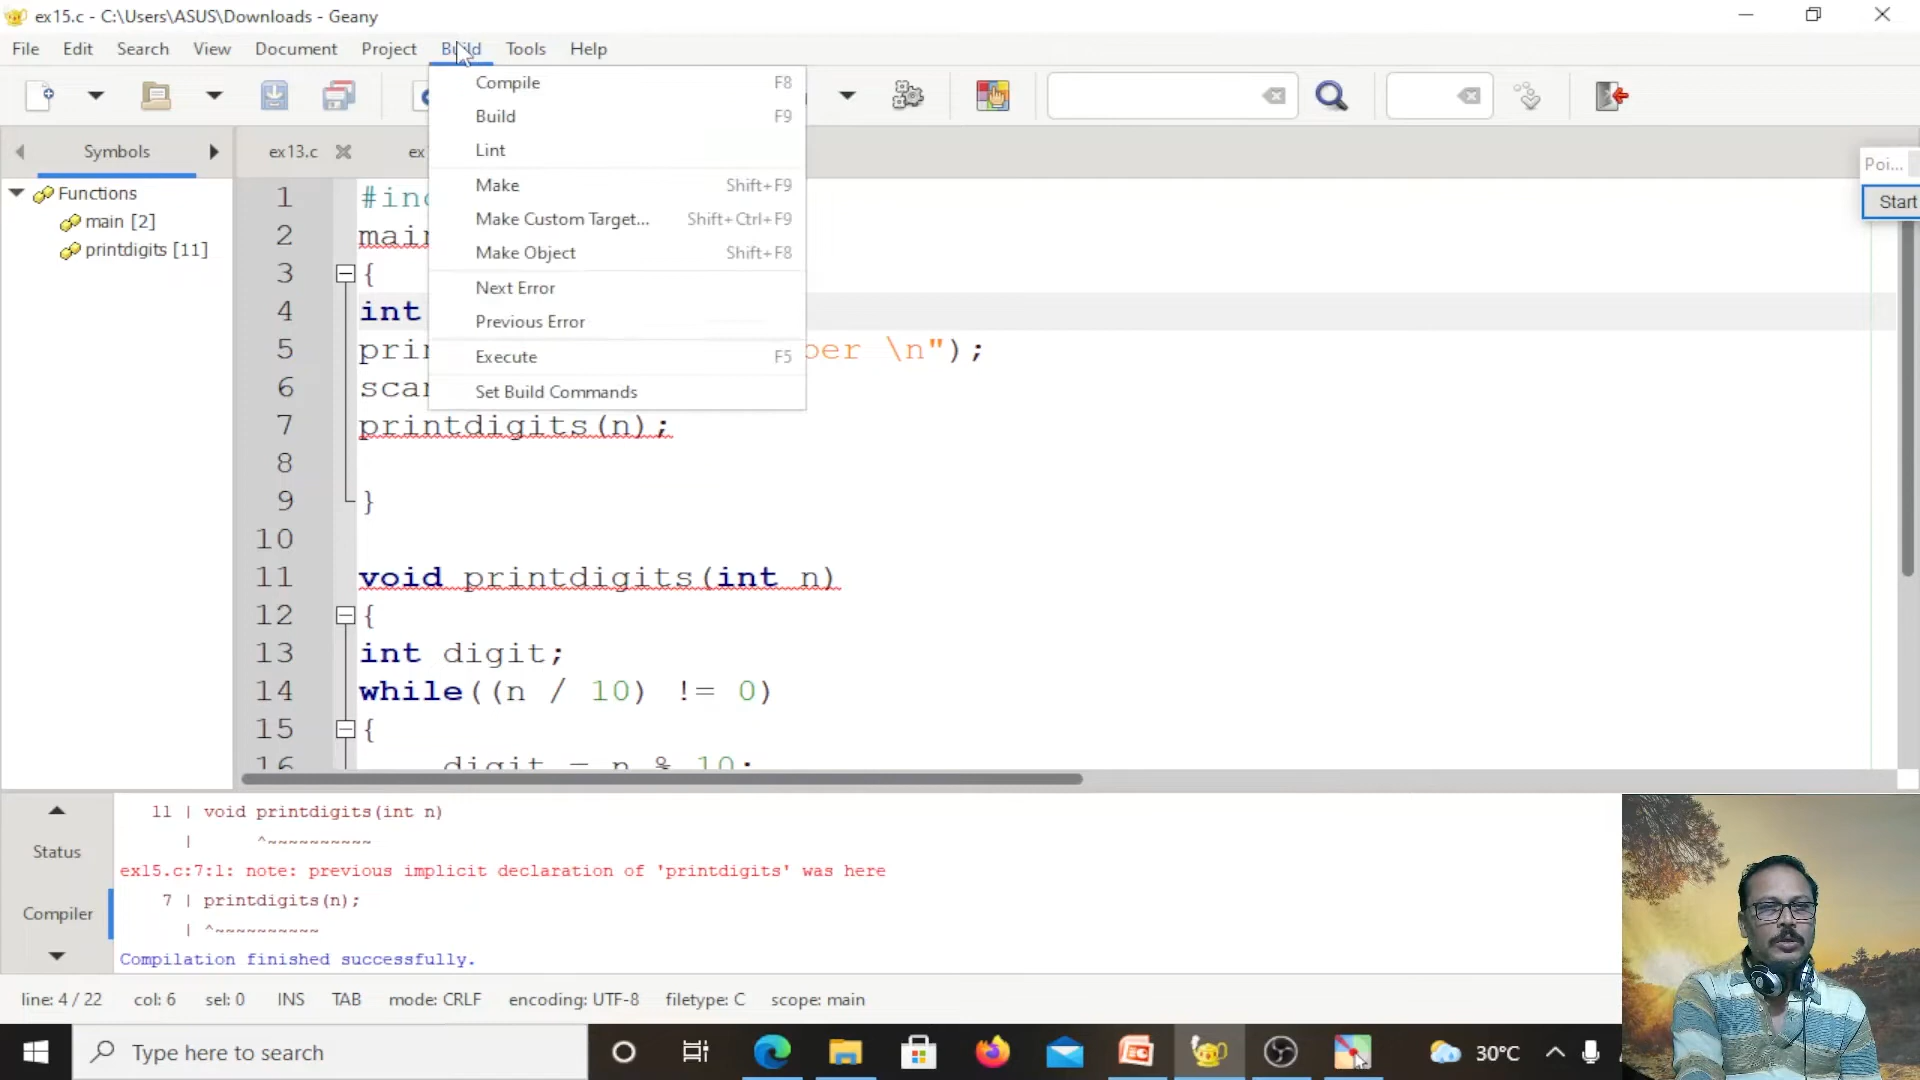 ex15.c - C:\Users\ASUS\Downloads - Geany
File Edit Search View Document Project Build Tools Help
Compile F8
Build F9
Lint
Make Shift+F9
Make Custom Target... Shift+Ctrl+F9
Make Object Shift+F8
Next Error
Previous Error
Execute F5
Set Build Commands
Symbols
ex13.c
Functions
main [2]
printdigits [11]
Poi...
Start
1
2
3 {
4 int
5 \n");
6
7 printdigits(n);
8
9 }
10
11 void printdigits(int n)
12 {
13 int digit;
14 while((n / 10) != 0)
15 {
16 digit = n % 10;
Status
Compiler
11 | void printdigits(int n)
| ^~~~~~~~~~~
ex15.c:7:1: note: previous implicit declaration of 'printdigits' was here
7 | printdigits(n);
| ^~~~~~~~~~~
Compilation finished successfully.
line: 4 / 22 col: 6 sel: 0 INS TAB mode: CRLF encoding: UTF-8 filetype: C scope: main
Type here to search
30°C